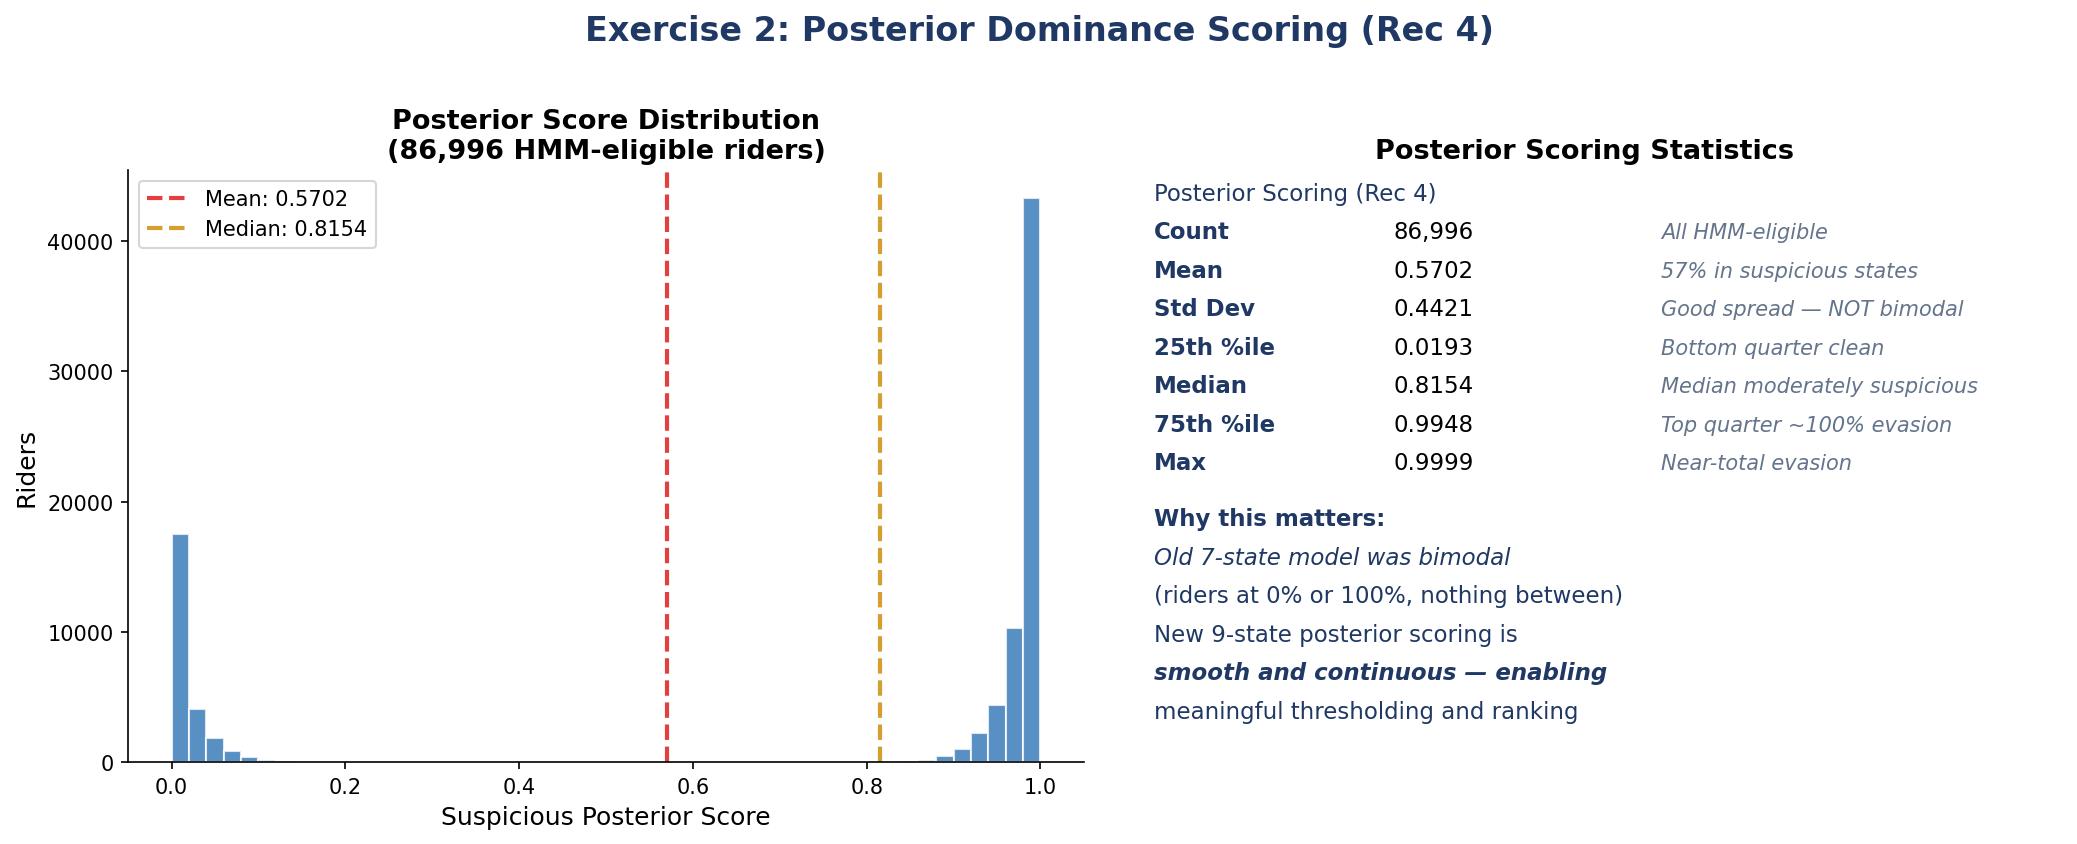 Exercise 2: Posterior Dominance Scoring (Rec 4)
Posterior Score Distribution
(86,996 HMM-eligible riders)
Mean: 0.5702
Median: 0.8154
Riders
40000
30000
20000
10000
0
0.0 0.2 0.4 0.6 0.8 1.0
Suspicious Posterior Score
Posterior Scoring Statistics
Posterior Scoring (Rec 4)
Count 86,996 All HMM-eligible
Mean 0.5702 57% in suspicious states
Std Dev 0.4421 Good spread — NOT bimodal
25th %ile 0.0193 Bottom quarter clean
Median 0.8154 Median moderately suspicious
75th %ile 0.9948 Top quarter ~100% evasion
Max 0.9999 Near-total evasion
Why this matters:
Old 7-state model was bimodal
(riders at 0% or 100%, nothing between)
New 9-state posterior scoring is
smooth and continuous — enabling
meaningful thresholding and ranking